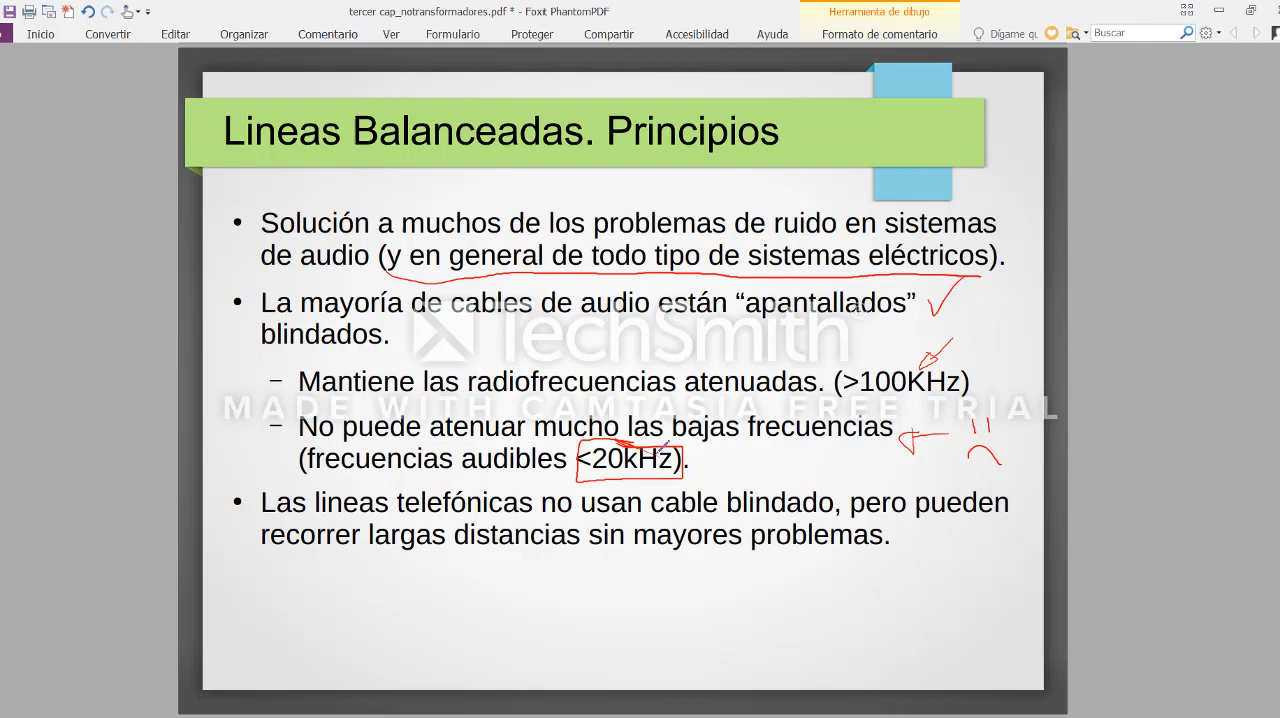 tercer cap_notransformadores.pdf * - Foxit PhantomPDF
Herramienta de dibujo
Inicio Convertir Editar Organizar Comentario Ver Formulario Proteger Compartir Accesibilidad Ayuda Formato de comentario Dígame qu Buscar
Lineas Balanceadas. Principios
• Solución a muchos de los problemas de ruido en sistemas
de audio (y en general de todo tipo de sistemas eléctricos).
• La mayoría de cables de audio están “apantallados”
blindados.
TechSmith®
– Mantiene las radiofrecuencias atenuadas. (>100KHz)
MADE WITH CAMTASIA FREE TRIAL
– No puede atenuar mucho las bajas frecuencias
(frecuencias audibles <20kHz).
• Las lineas telefónicas no usan cable blindado, pero pueden
recorrer largas distancias sin mayores problemas.